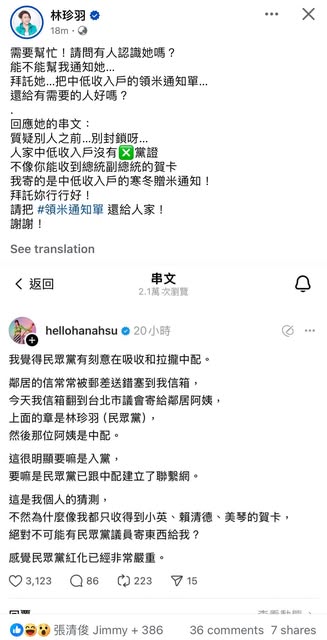 林珍羽
18m
需要幫忙！請問有人認識她嗎？
能不能幫我通知她...
拜託她...把中低收入戶的領米通知單...
還給有需要的人好嗎？
.
回應她的串文：
質疑別人之前...別封鎖呀...
人家中低收入戶沒有❎黨證
不像你能收到總統副總統的賀卡
我寄的是中低收入戶的寒冬贈米通知！
拜託妳行行好！
請把 #領米通知單 還給人家！
謝謝！
See translation
返回
串文
2.1萬 次瀏覽
hellohanahsu 20小時
我覺得民眾黨有刻意在吸收和拉攏中配。
鄰居的信常常被郵差送錯塞到我信箱，
今天我信箱翻到台北市議會寄給鄰居阿姨，
上面的章是林珍羽（民眾黨），
然後那位阿姨是中配。
這很明顯要嘛是入黨，
要嘛是民眾黨已跟中配建立了聯繫網。
這是我個人的猜測，
不然為什麼像我都只收得到小英、賴清德、美琴的賀卡，
絕對不可能有民眾黨議員寄東西給我？
感覺民眾黨紅化已經非常嚴重。
3,123 86 223 15
張清俊 Jimmy + 386
36 comments 7 shares